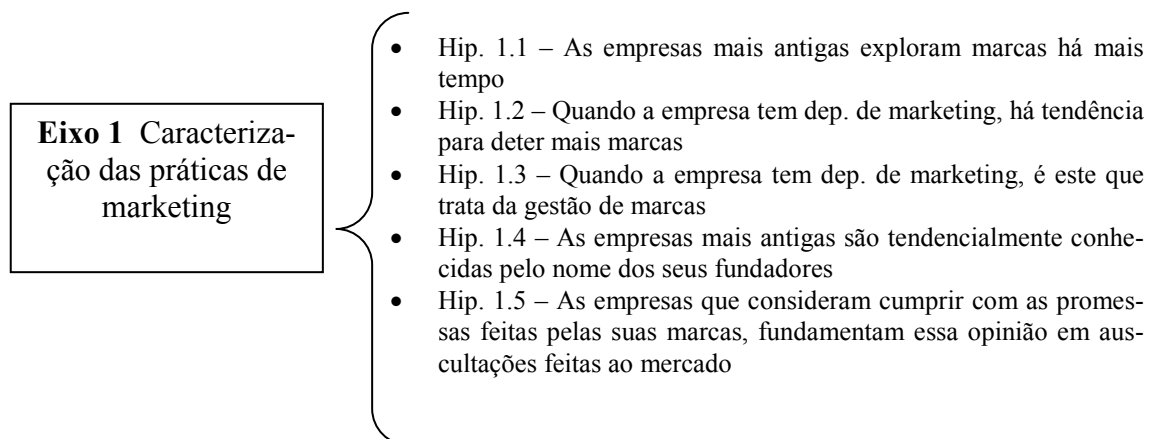 Eixo 1 Caracteriza-
ção das práticas de
marketing
• Hip. 1.1 – As empresas mais antigas exploram marcas há mais
tempo
• Hip. 1.2 – Quando a empresa tem dep. de marketing, há tendência
para deter mais marcas
• Hip. 1.3 – Quando a empresa tem dep. de marketing, é este que
trata da gestão de marcas
• Hip. 1.4 – As empresas mais antigas são tendencialmente conhe-
cidas pelo nome dos seus fundadores
• Hip. 1.5 – As empresas que consideram cumprir com as promes-
sas feitas pelas suas marcas, fundamentam essa opinião em aus-
cultações feitas ao mercado